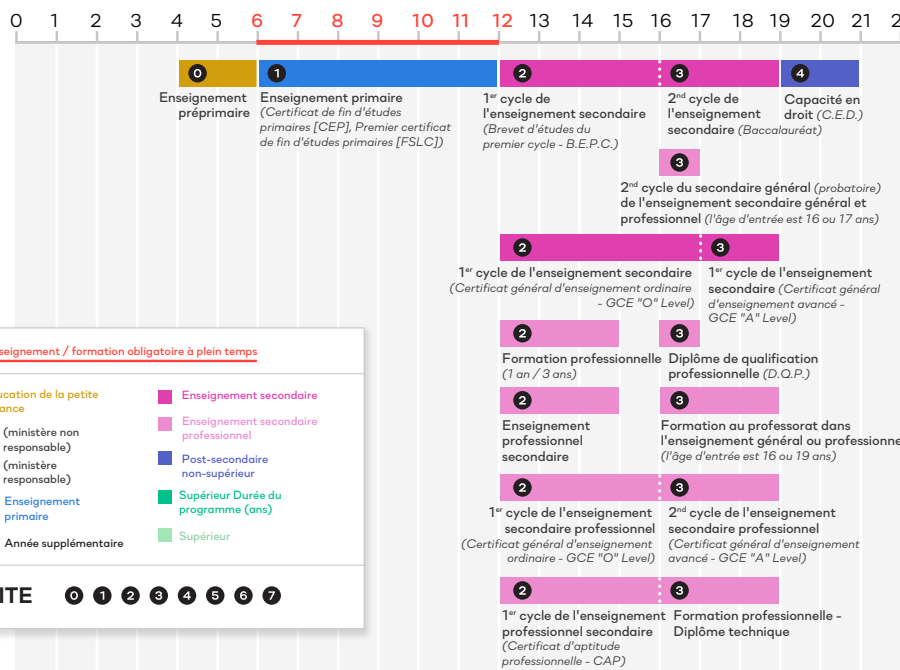 0 1 2 3 4 5 6 7 8 9 10 11 12 13 14 15 16 17 18 19 20 21
0 1 2 3 4
Enseignement
préprimaire
Enseignement primaire
(Certificat de fin d'études
primaires [CEP], Premier certificat
de fin d'études primaires [FSLC])
1er cycle de
l'enseignement secondaire
(Brevet d'études du
premier cycle - B.E.P.C.)
2nd cycle de
l'enseignement
secondaire (Baccalauréat)
Capacité en
droit (C.E.D.)
3
2nd cycle du secondaire général (probatoire)
de l'enseignement secondaire général et
professionnel (l'âge d'entrée est 16 ou 17 ans)
2 3
1er cycle de l'enseignement secondaire
(Certificat général d'enseignement ordinaire
- GCE "O" Level)
1er cycle de l'enseignement
secondaire (Certificat général
d'enseignement avancé -
GCE "A" Level)
2 3
Formation professionnelle
(1 an / 3 ans)
Diplôme de qualification
professionnelle (D.Q.P.)
2 3
Enseignement
professionnel
secondaire
Formation au professorat dans
l'enseignement général ou professionne
(l'âge d'entrée est 16 ou 19 ans)
2 3
1er cycle de l'enseignement
secondaire professionnel
(Certificat général d'enseignement
ordinaire - GCE "O" Level)
2nd cycle de l'enseignement
secondaire professionnel
(Certificat général d'enseignement
avancé - GCE "A" Level)
2 3
1er cycle de l'enseignement
professionnel secondaire
(Certificat d'aptitude
professionnelle - CAP)
Formation professionnelle -
Diplôme technique
seignement / formation obligatoire à plein temps
ucation de la petite
ance
(ministère non
responsable)
(ministère
responsable)
Enseignement
primaire
Année supplémentaire
Enseignement secondaire
Enseignement secondaire
professionnel
Post-secondaire
non-supérieur
Supérieur Durée du
programme (ans)
Supérieur
ITE 0 1 2 3 4 5 6 7